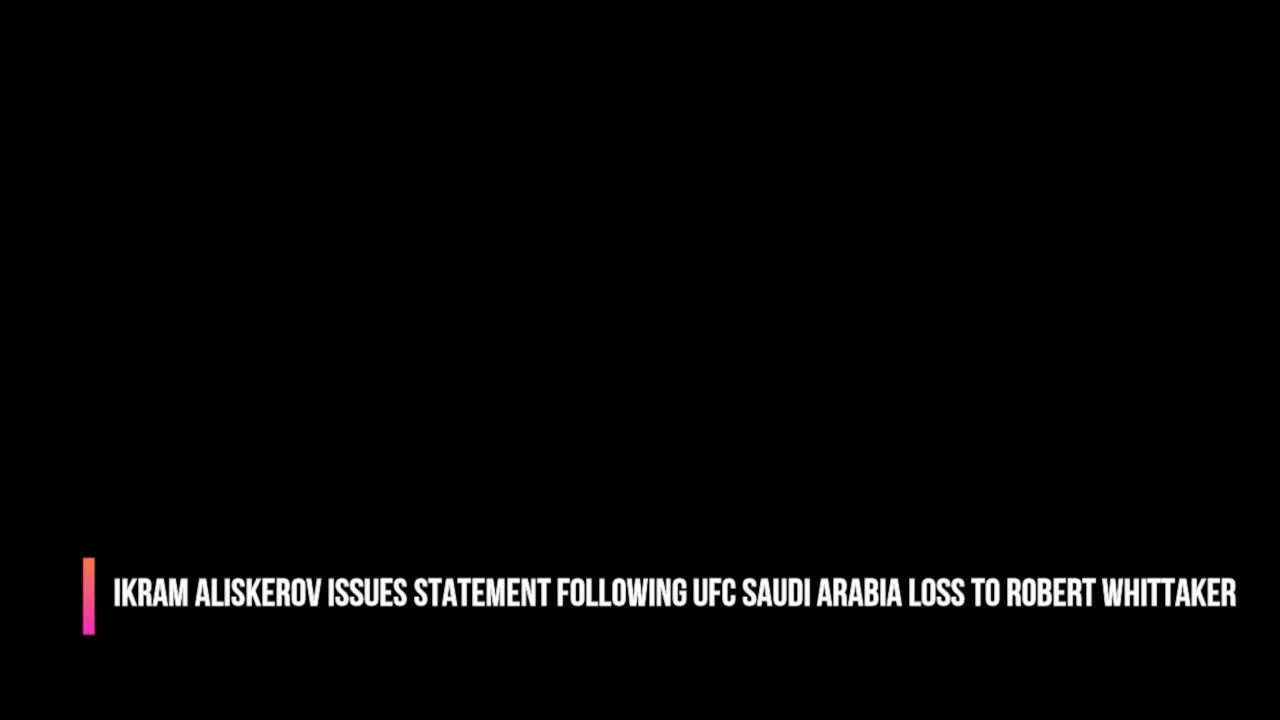 IKRAM ALISKEROV ISSUES STATEMENT FOLLOWING UFC SAUDI ARABIA LOSS TO ROBERT WHITTAKER